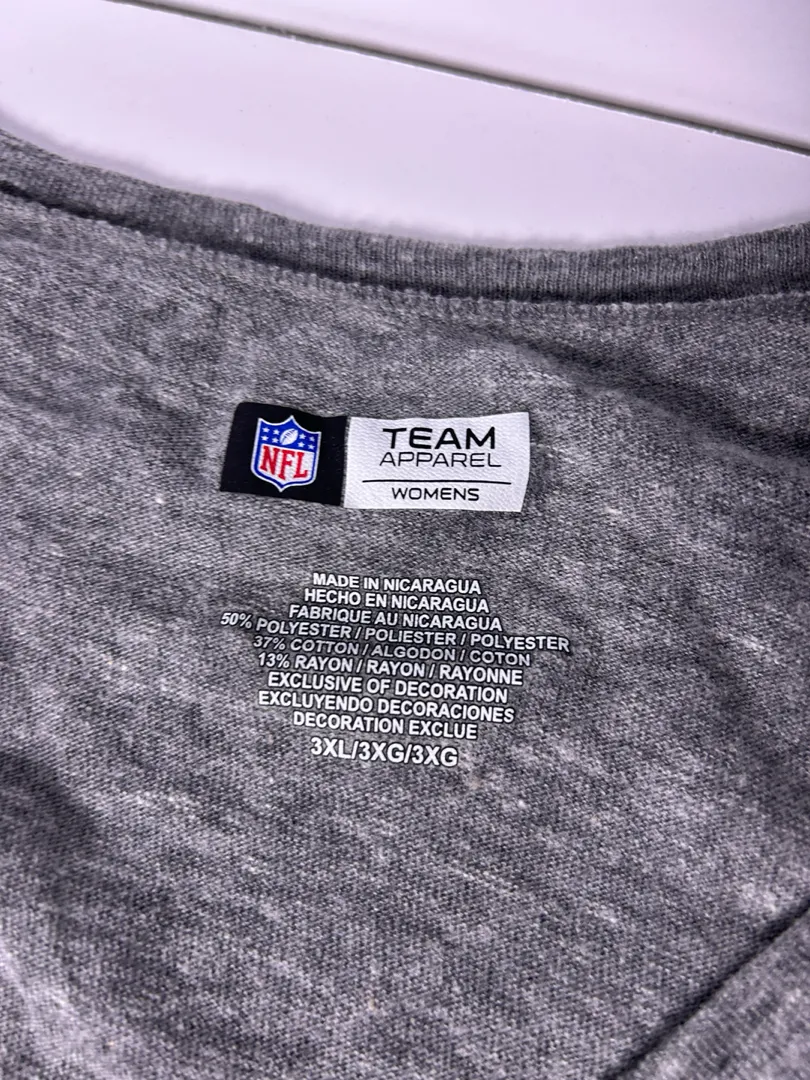 NFL
TEAM
APPAREL
WOMENS
MADE IN NICARAGUA
HECHO EN NICARAGUA
FABRIQUE AU NICARAGUA
50% POLYESTER / POLIESTER / POLYESTER
37% COTTON / ALGODON / COTON
13% RAYON / RAYON / RAYONNE
EXCLUSIVE OF DECORATION
EXCLUYENDO DECORACIONES
DECORATION EXCLUE
3XL/3XG/3XG